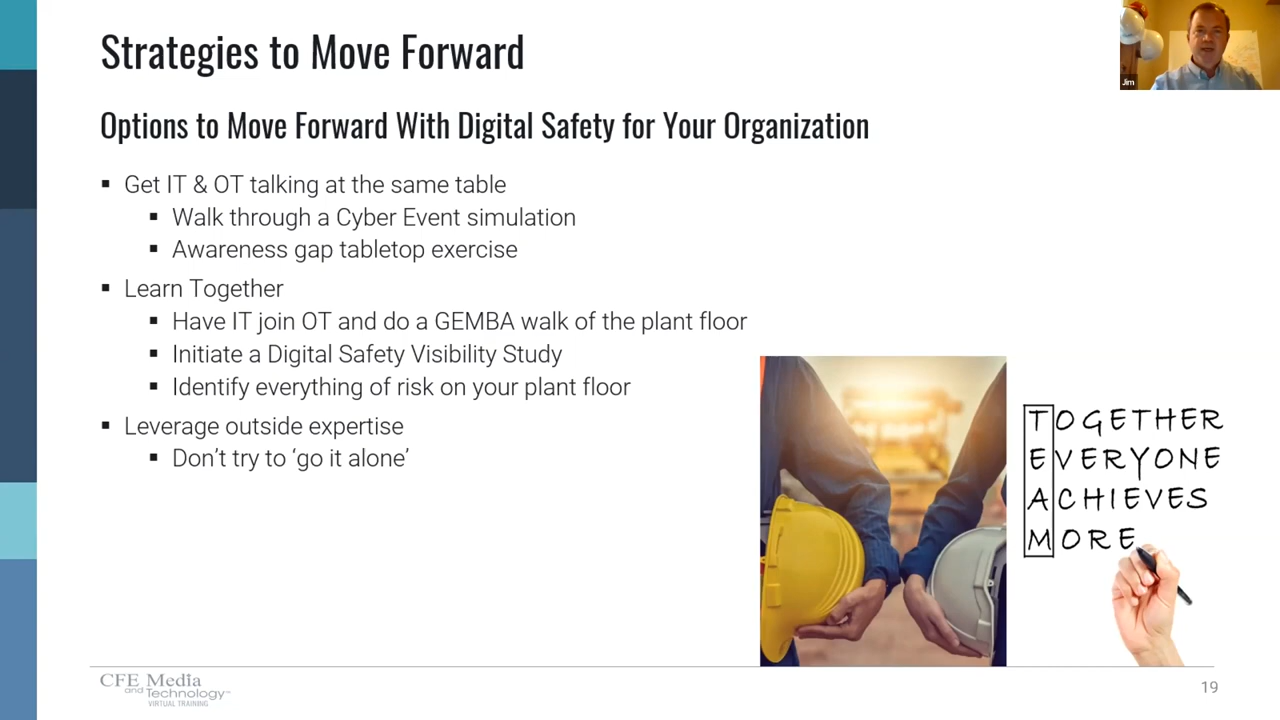 Strategies to Move Forward
Jim
Options to Move Forward With Digital Safety for Your Organization
▪ Get IT & OT talking at the same table
▪ Walk through a Cyber Event simulation
▪ Awareness gap tabletop exercise
▪ Learn Together
▪ Have IT join OT and do a GEMBA walk of the plant floor
▪ Initiate a Digital Safety Visibility Study
▪ Identify everything of risk on your plant floor
▪ Leverage outside expertise
▪ Don’t try to ‘go it alone’
TOGETHER
EVERYONE
ACHIEVES
MORE
CFE Media
and Technology™
VIRTUAL TRAINING
19